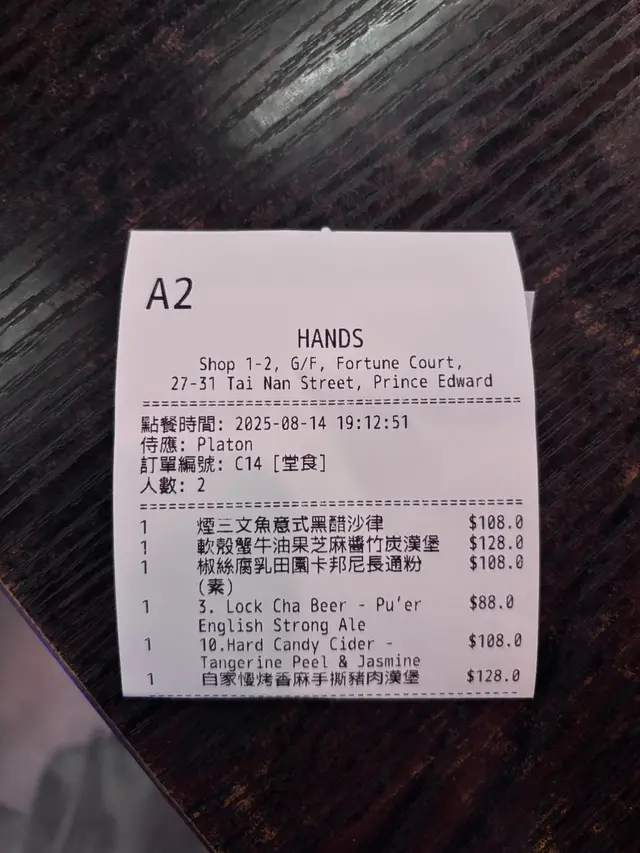 A2
HANDS
Shop 1-2, G/F, Fortune Court,
27-31 Tai Nan Street, Prince Edward
點餐時間: 2025-08-14 19:12:51
侍應: Platon
訂單編號: C14 [堂食]
人數: 2
1 煙三文魚意式黑醋沙律 $108.0
1 軟殼蟹牛油果芝麻醬竹炭漢堡 $128.0
1 椒絲腐乳田園卡邦尼長通粉 $108.0
(素)
1 3. Lock Cha Beer - Pu'er $88.0
English Strong Ale
1 10.Hard Candy Cider - $108.0
Tangerine Peel & Jasmine
1 自家慢烤香麻手撕豬肉漢堡 $128.0